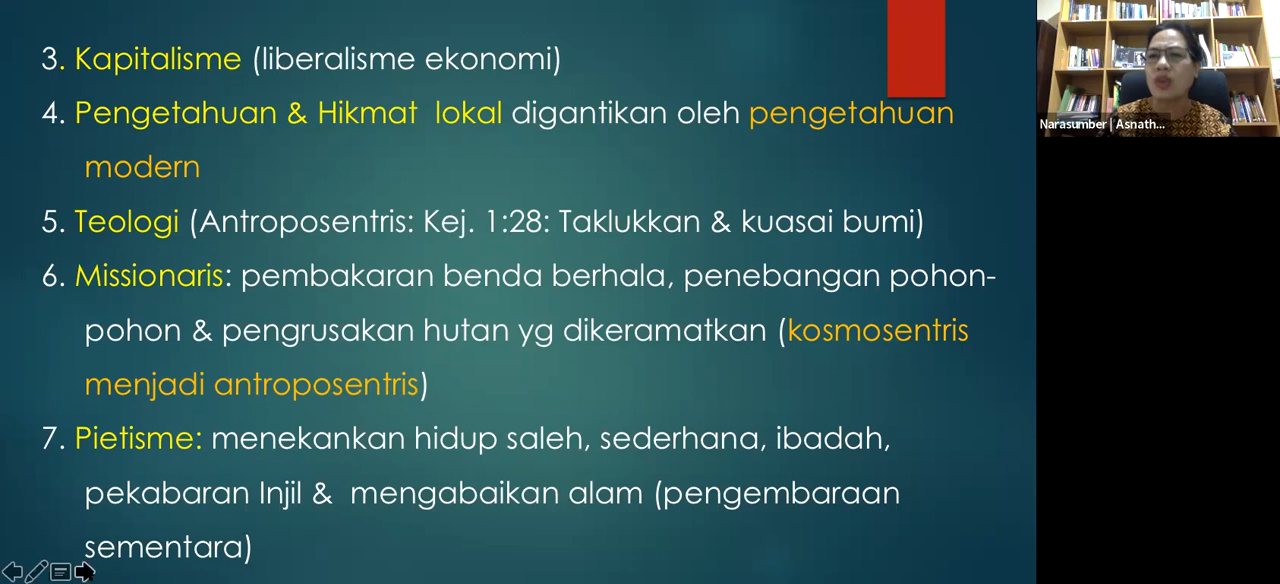 3. Kapitalisme (liberalisme ekonomi)
4. Pengetahuan & Hikmat lokal digantikan oleh pengetahuan
modern
5. Teologi (Antroposentris: Kej. 1:28: Taklukkan & kuasai bumi)
6. Missionaris: pembakaran benda berhala, penebangan pohon-
pohon & pengrusakan hutan yg dikeramatkan (kosmosentris
menjadi antroposentris)
7. Pietisme: menekankan hidup saleh, sederhana, ibadah,
pekabaran Injil & mengabaikan alam (pengembaraan
sementara)
Narasumber | Asnath...